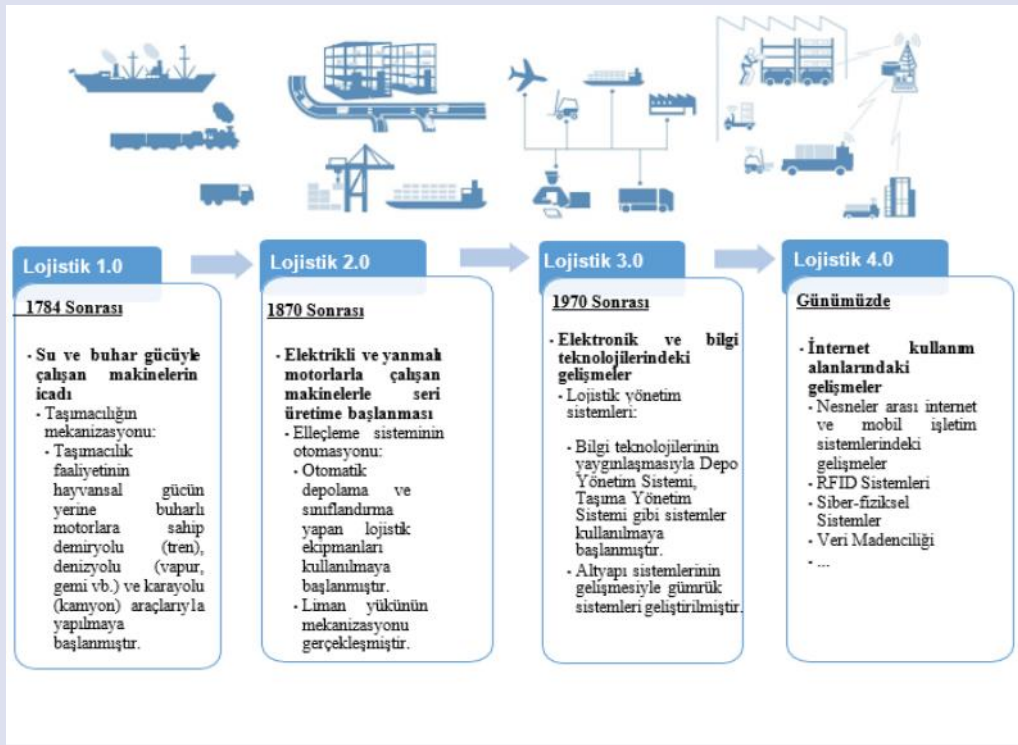 Lojistik 1.0
1784 Sonrası
- Su ve buhar gücüyle
çalışan makinelerin
icadı
- Taşımacılığın
mekanizasyonu:
- Taşımacılık
faaliyetinin
hayvansal gücün
yerine buharlı
motorlara sahip
demiryolu (tren),
denizyolu (vapur,
gemi vb.) ve karayolu
(kamyon) araçlarıyla
yapılmaya
başlanmıştır.
Lojistik 2.0
1870 Sonrası
- Elektrikli ve yanmalı
motorlarla çalışan
makinelerle seri
üretime başlanması
- Elleçleme sisteminin
otomasyonu:
- Otomatik
depolama ve
sınıflandırma
yapan lojistik
ekipmanları
kullanılmaya
başlanmıştır.
- Liman yükünün
mekanizasyonu
gerçekleşmiştir.
Lojistik 3.0
1970 Sonrası
- Elektronik ve bilgi
teknolojilerindeki
gelişmeler
- Lojistik yönetim
sistemleri:
- Bilgi teknolojilerinin
yaygınlaşmasıyla Depo
Yönetim Sistemi,
Taşıma Yönetim
Sistemi gibi sistemler
kullanılmaya
başlanmıştır.
- Altyapı sistemlerinin
gelişmesiyle gümrük
sistemleri geliştirilmiştir.
Lojistik 4.0
Günümüzde
- İnternet kullanım
alanlarındaki
gelişmeler
- Nesneler arası internet
ve mobil işletim
sistemlerindeki
gelişmeler
- RFID Sistemleri
- Siber-fiziksel
Sistemler
- Veri Madenciliği
- ...